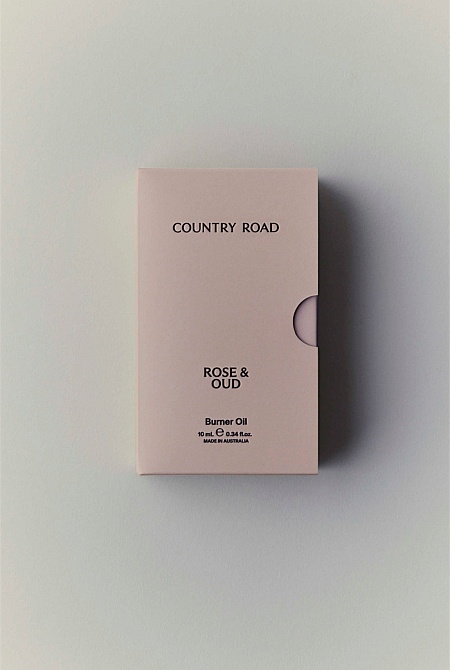 COUNTRY ROAD
ROSE &
OUD
Burner Oil
10 mL ℮ 0.34 fl.oz.
MADE IN AUSTRALIA